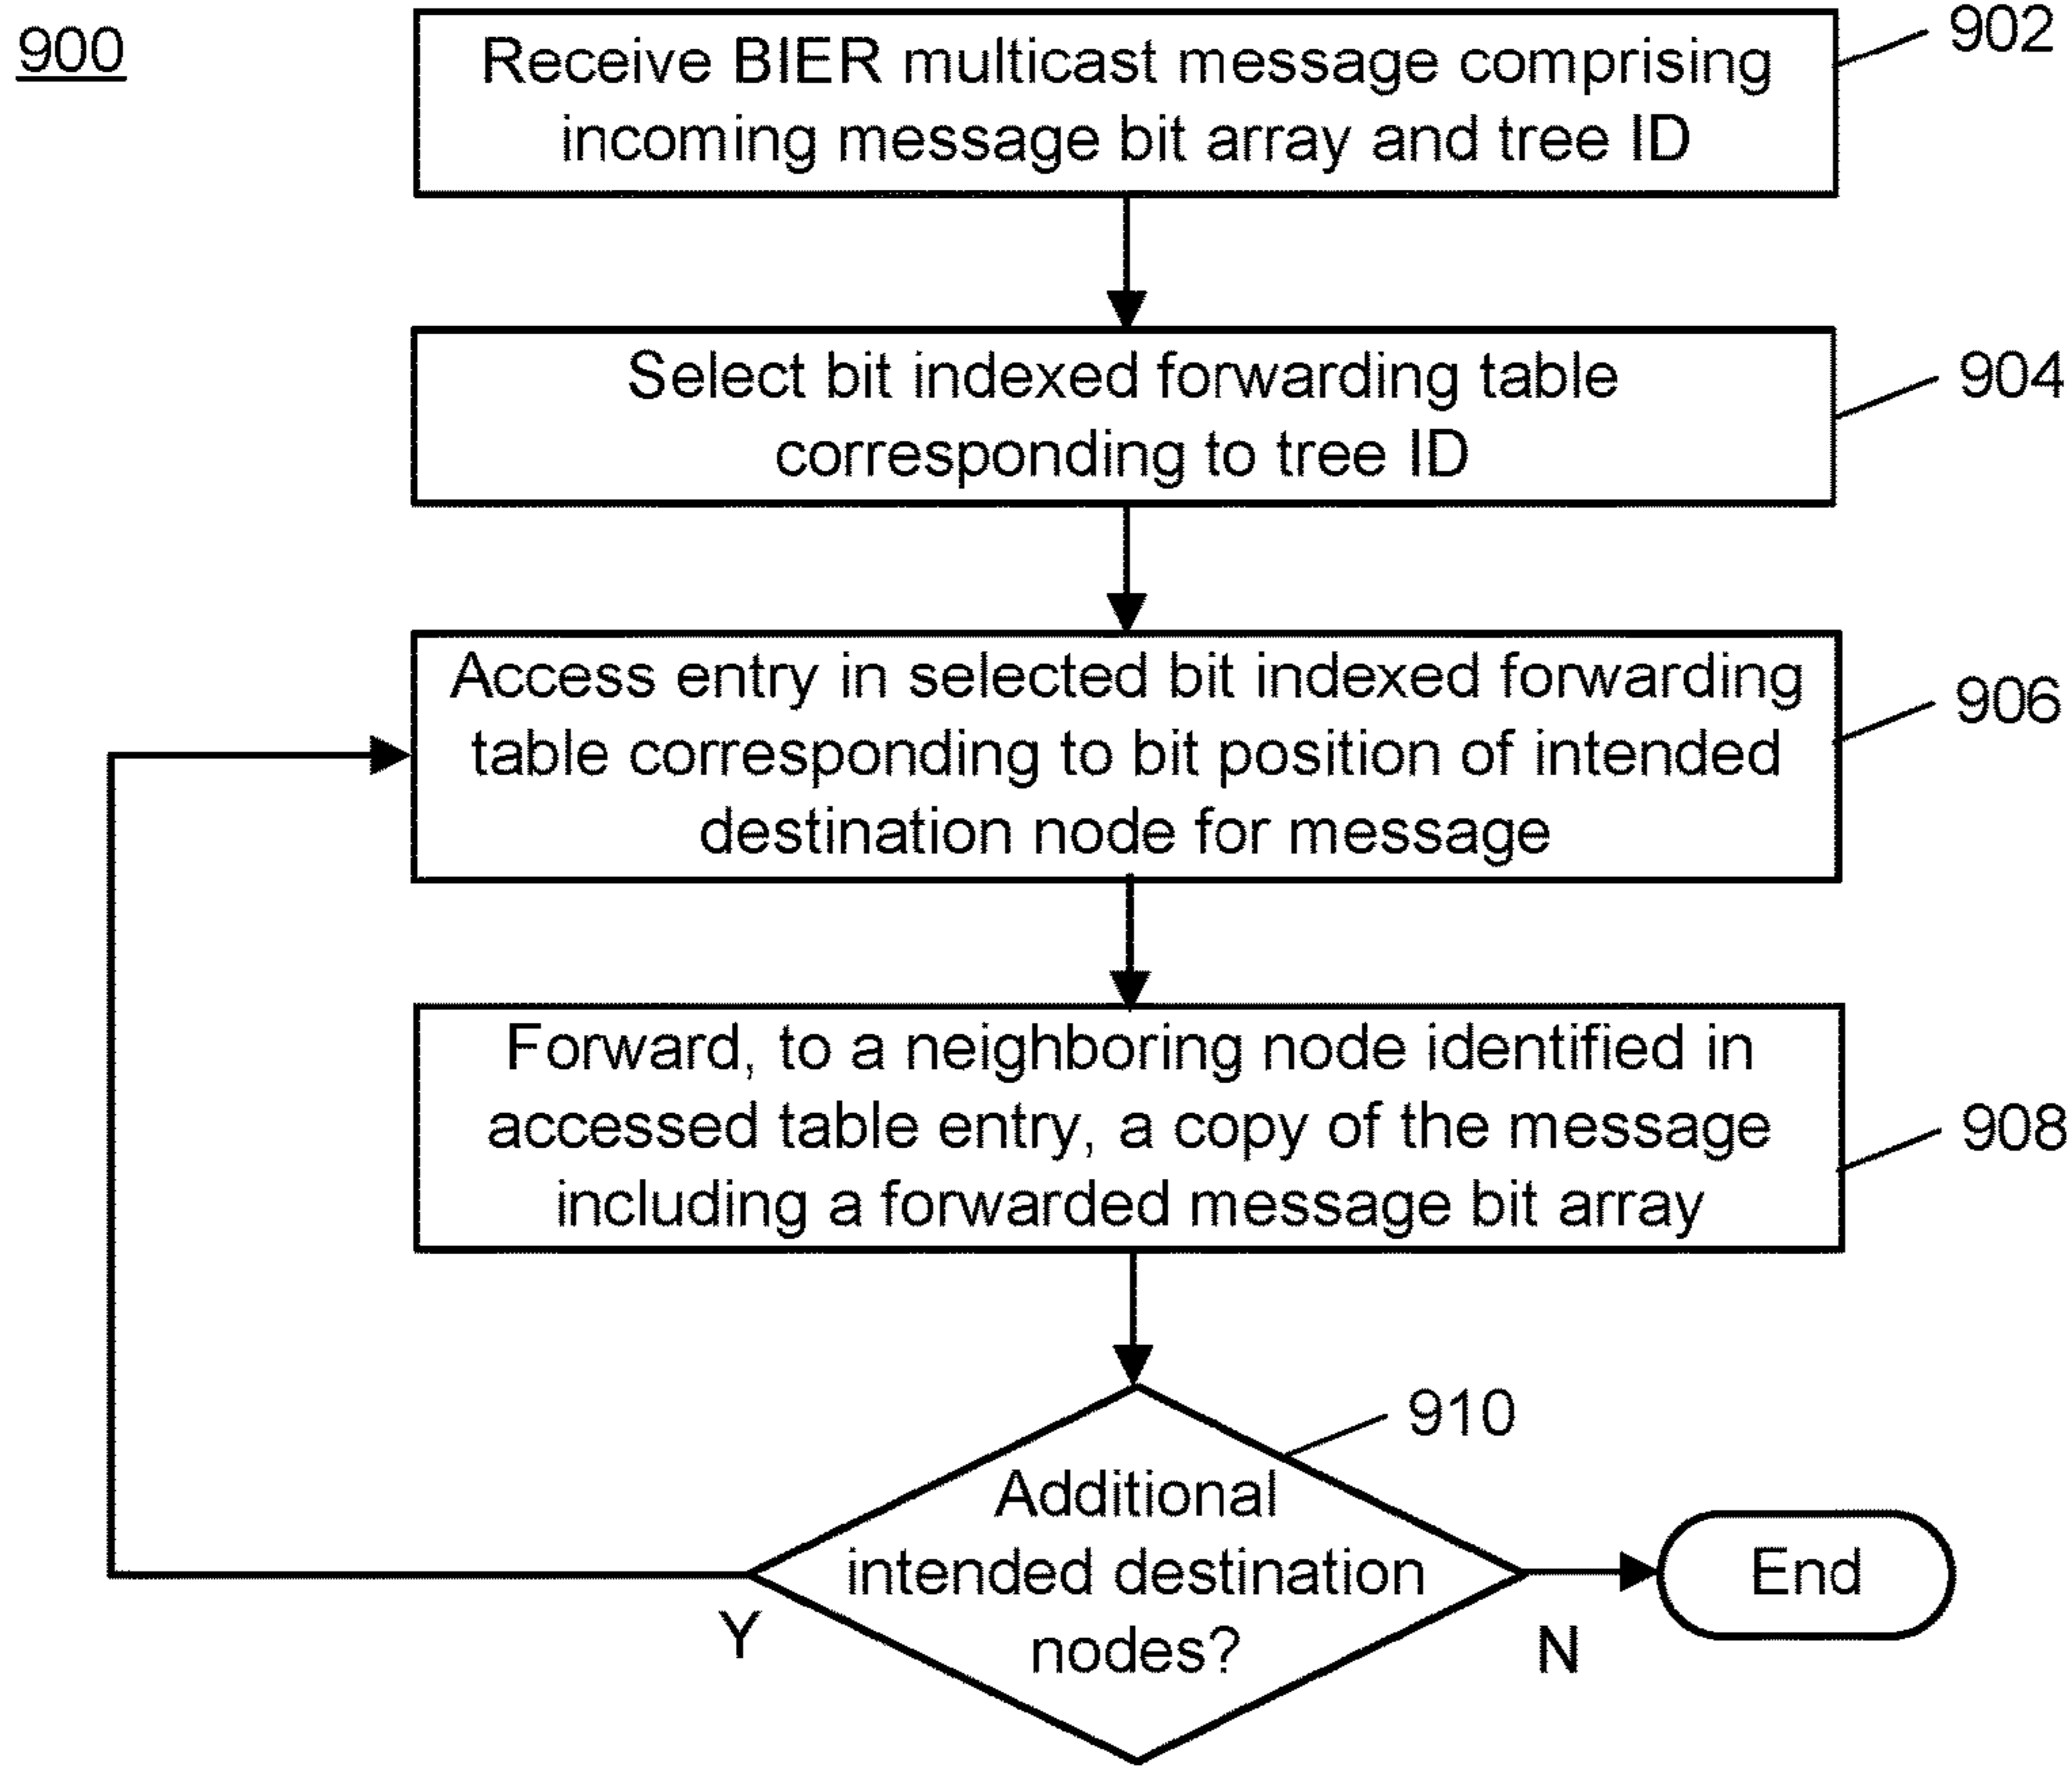 900
Receive BIER multicast message comprising
incoming message bit array and tree ID
902
Select bit indexed forwarding table
corresponding to tree ID
904
Access entry in selected bit indexed forwarding
table corresponding to bit position of intended
destination node for message
906
Forward, to a neighboring node identified in
accessed table entry, a copy of the message
including a forwarded message bit array
908
910
Additional
intended destination
nodes?
Y
N
End